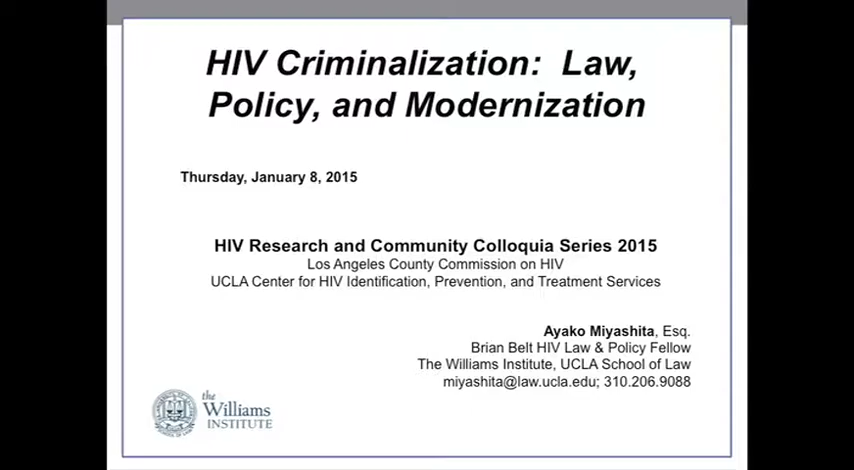 HIV Criminalization: Law,
Policy, and Modernization
Thursday, January 8, 2015
HIV Research and Community Colloquia Series 2015
Los Angeles County Commission on HIV
UCLA Center for HIV Identification, Prevention, and Treatment Services
Ayako Miyashita, Esq.
Brian Belt HIV Law & Policy Fellow
The Williams Institute, UCLA School of Law
miyashita@law.ucla.edu; 310.206.9088
the
Williams
INSTITUTE